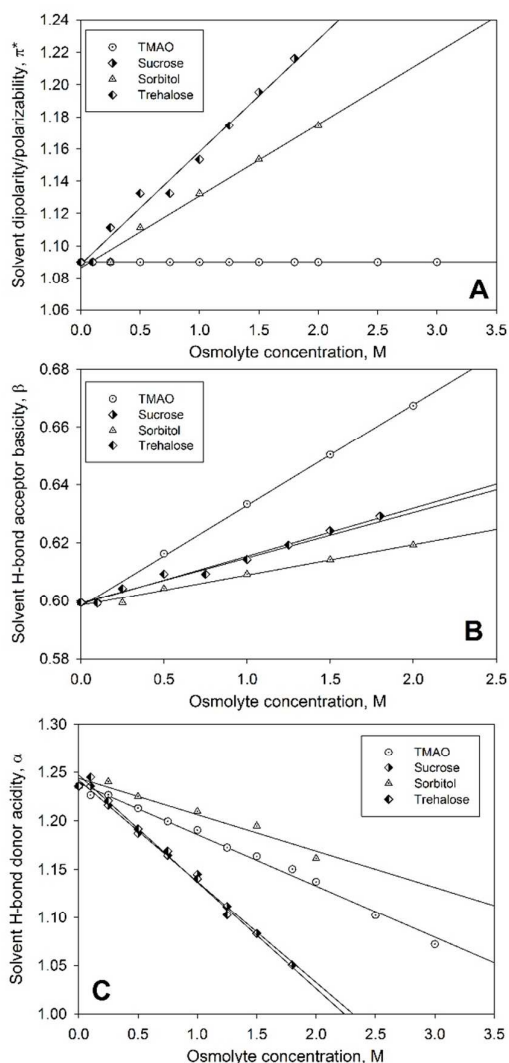 Solvent dipolarity/polarizability, π*
1.24
1.22
1.20
1.18
1.16
1.14
1.12
1.10
1.08
1.06
TMAO
Sucrose
Sorbitol
Trehalose
A
0.0 0.5 1.0 1.5 2.0 2.5 3.0 3.5
Osmolyte concentration, M
Solvent H-bond acceptor basicity, β
0.68
0.66
0.64
0.62
0.60
0.58
TMAO
Sucrose
Sorbitol
Trehalose
B
0.0 0.5 1.0 1.5 2.0 2.5
Osmolyte concentration, M
Solvent H-bond donor acidity, α
1.30
1.25
1.20
1.15
1.10
1.05
1.00
TMAO
Sucrose
Sorbitol
Trehalose
C
0.0 0.5 1.0 1.5 2.0 2.5 3.0 3.5
Osmolyte concentration, M